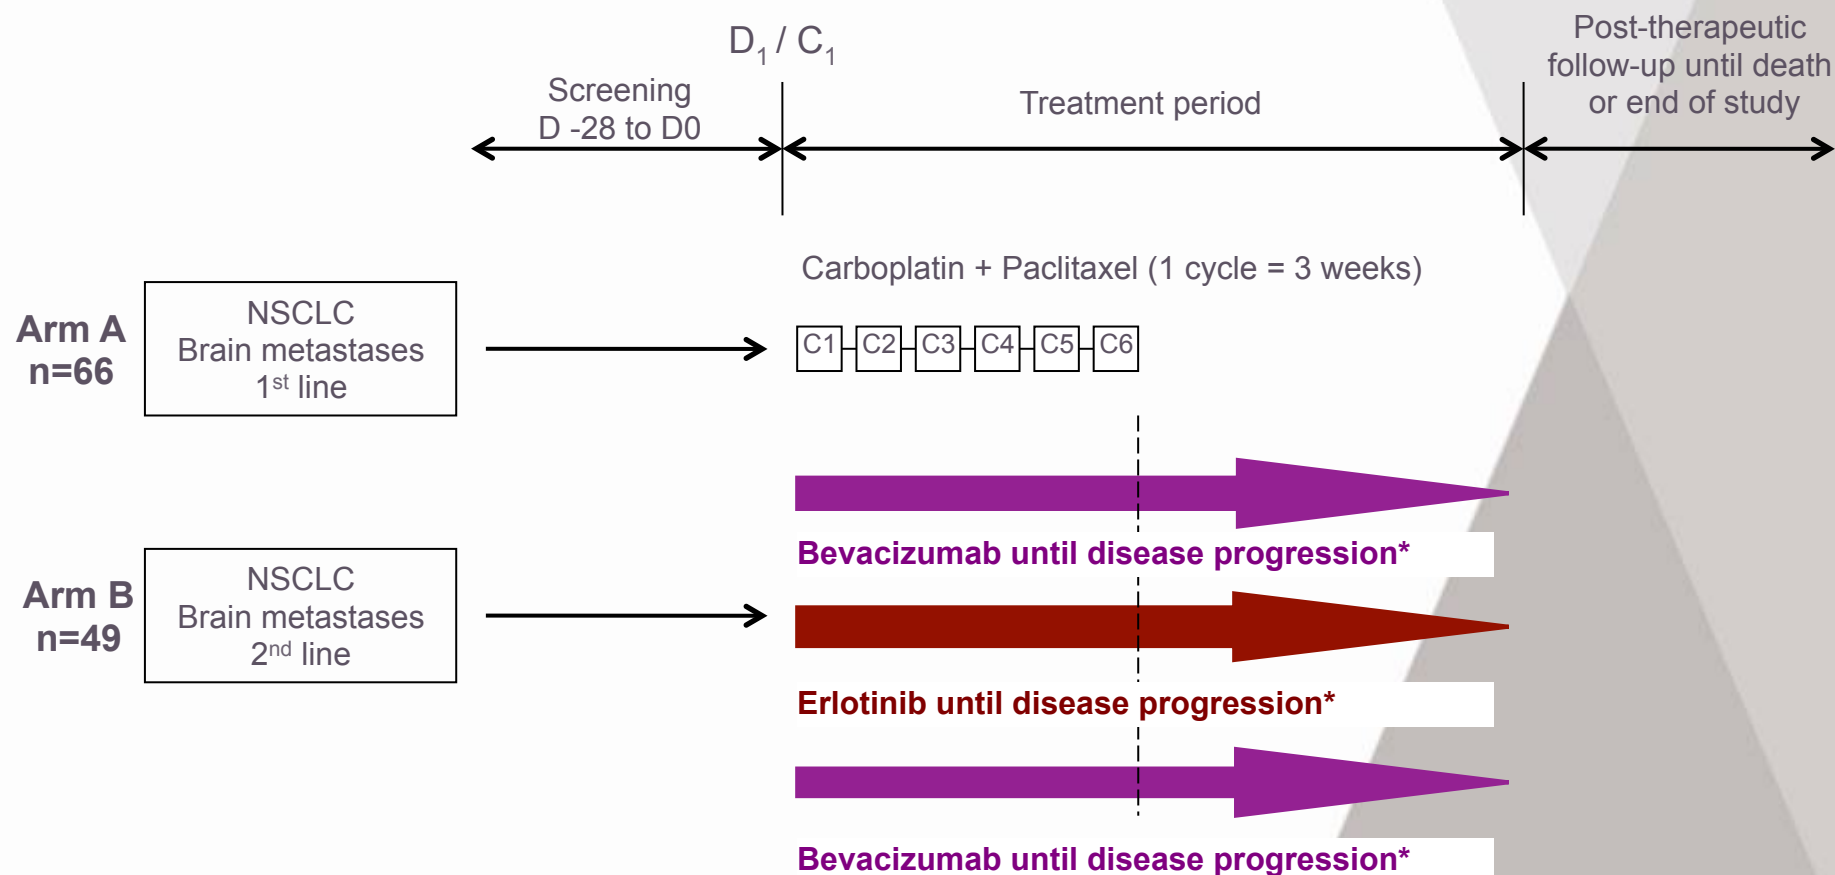 D1 / C1
Screening
D -28 to D0
Treatment period
Post-therapeutic
follow-up until death
or end of study
Carboplatin + Paclitaxel (1 cycle = 3 weeks)
Arm A
n=66
NSCLC
Brain metastases
1st line
C1 C2 C3 C4 C5 C6
Bevacizumab until disease progression*
Arm B
n=49
NSCLC
Brain metastases
2nd line
Erlotinib until disease progression*
Bevacizumab until disease progression*